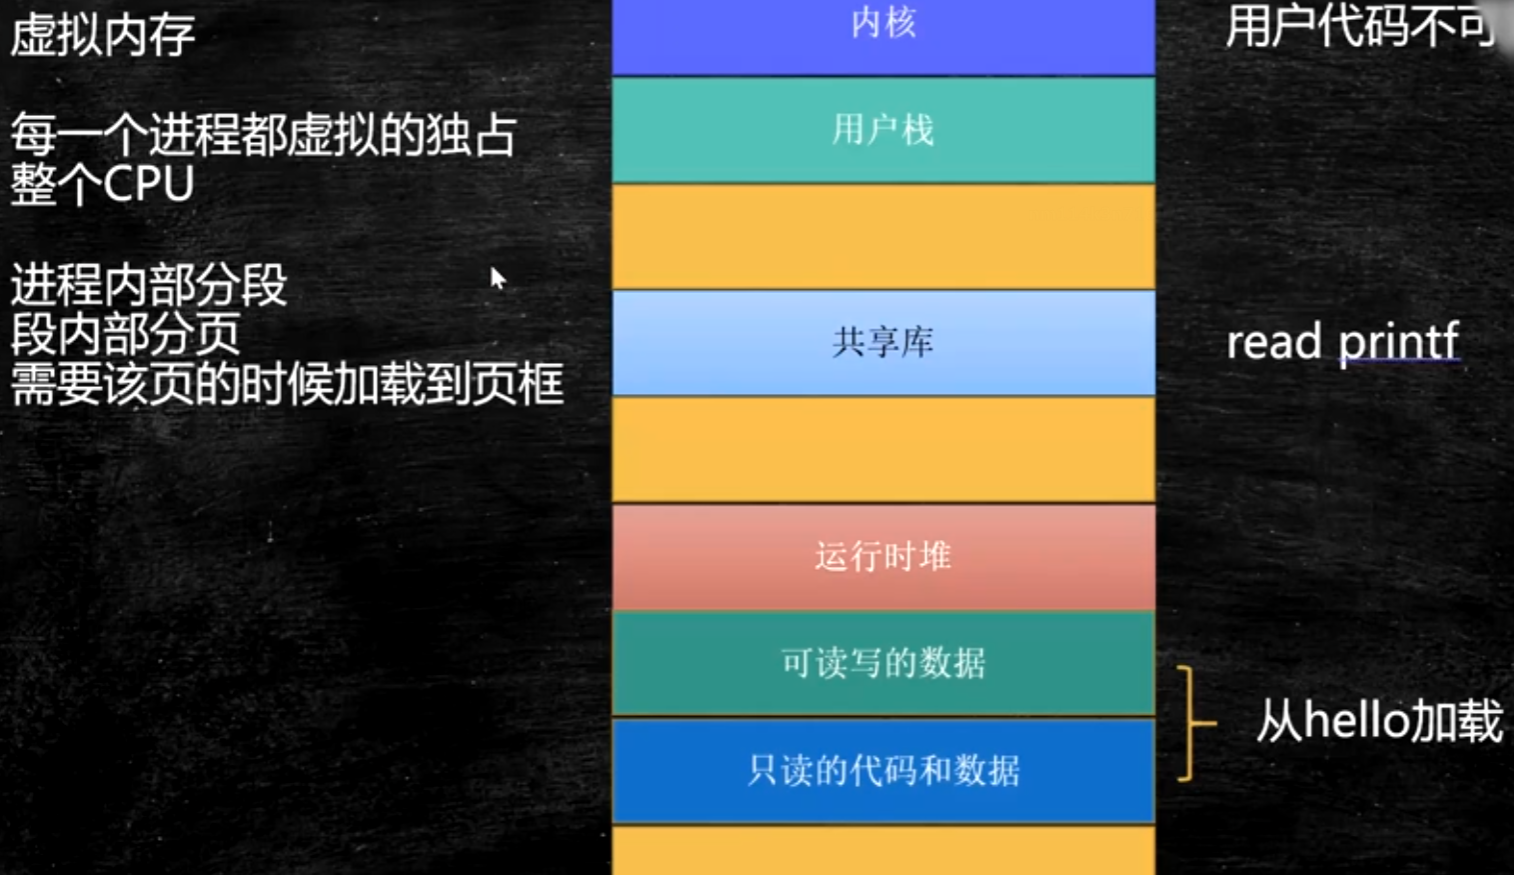 虚拟内存
每一个进程都虚拟的独占
整个CPU
进程内部分段
段内部分页
需要该页的时候加载到页框
内核
用户栈
共享库
运行时堆
可读写的数据
只读的代码和数据
用户代码不可
read printf
从hello加载